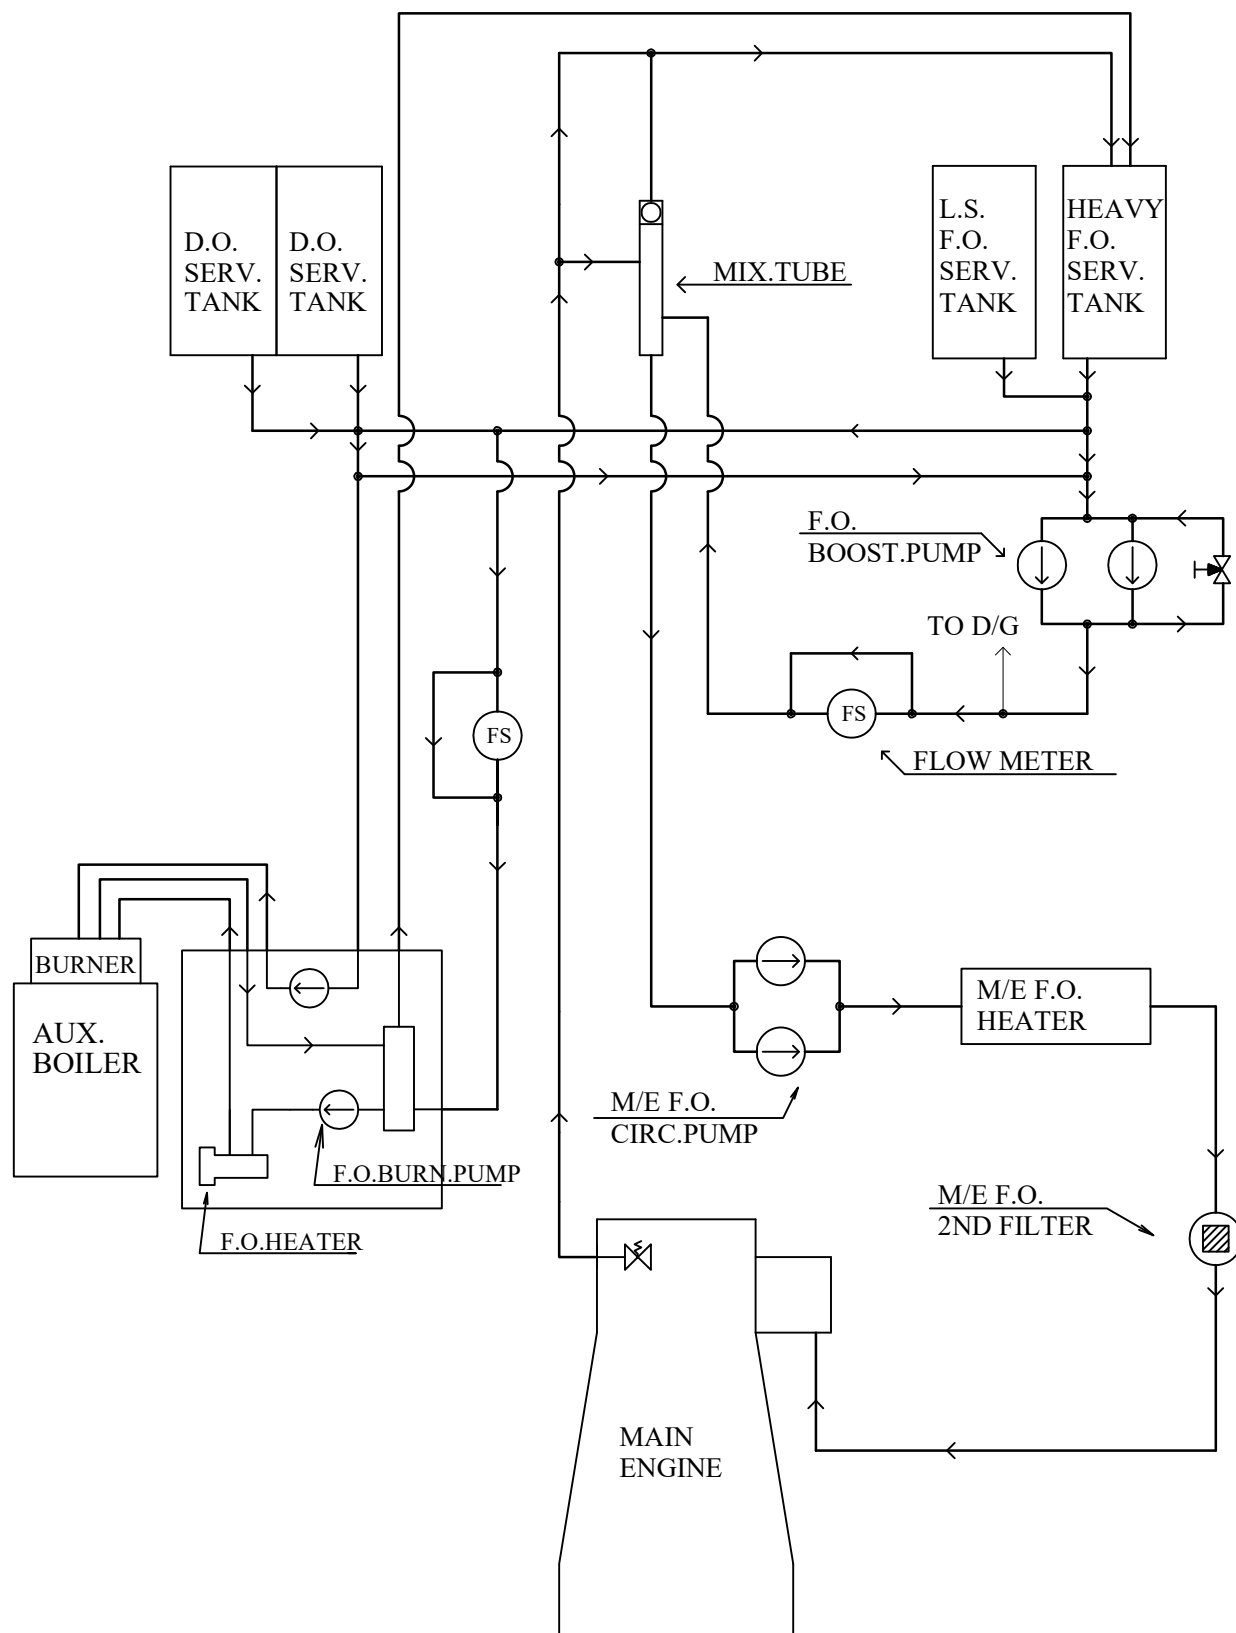 D.O.
SERV.
TANK
D.O.
SERV.
TANK
L.S.
F.O.
SERV.
TANK
HEAVY
F.O.
SERV.
TANK
MIX.TUBE
F.O.
BOOST.PUMP
TO D/G
FS
FLOW METER
FS
BURNER
AUX.
BOILER
M/E F.O.
HEATER
M/E F.O.
CIRC.PUMP
F.O.BURN.PUMP
F.O.HEATER
M/E F.O.
2ND FILTER
MAIN
ENGINE